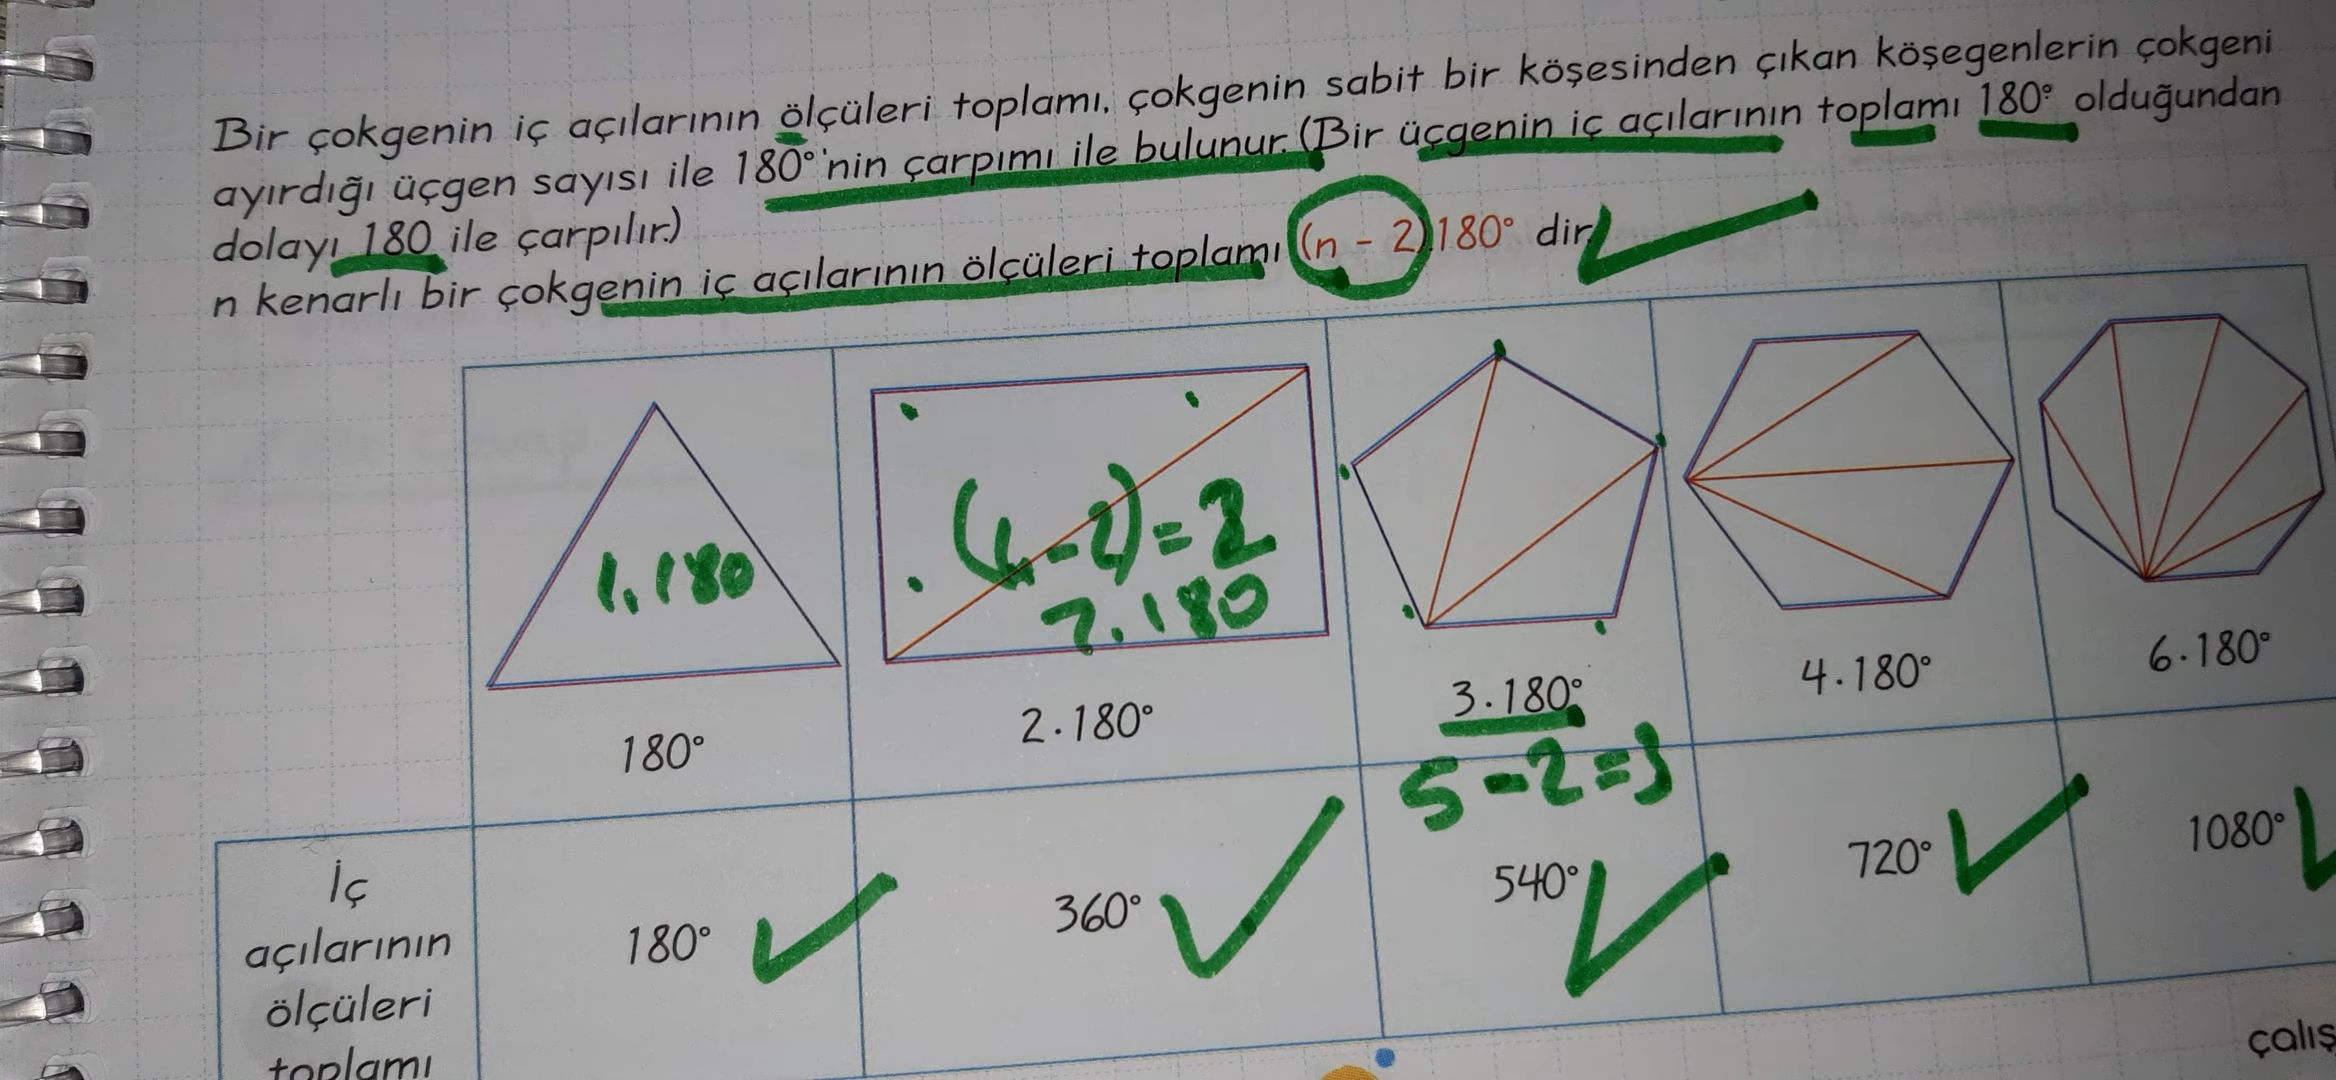 Bir çokgenin iç açılarının ölçüleri toplamı, çokgenin sabit bir köşesinden çıkan köşegenlerin çokgeni
ayırdığı üçgen sayısı ile 180°'nin çarpımı ile bulunur. (Bir üçgenin iç açılarının toplamı 180° olduğundan
dolayı 180 ile çarpılır.)
n kenarlı bir çokgenin iç açılarının ölçüleri toplamı (n - 2).180° dir.
1.180
(4-2)=2
2.180
180°
2.180°
3.180°
4.180°
6.180°
5-2=3
İç
açılarının
ölçüleri
toplamı
180°
360°
540°
720°
1080°
çalış